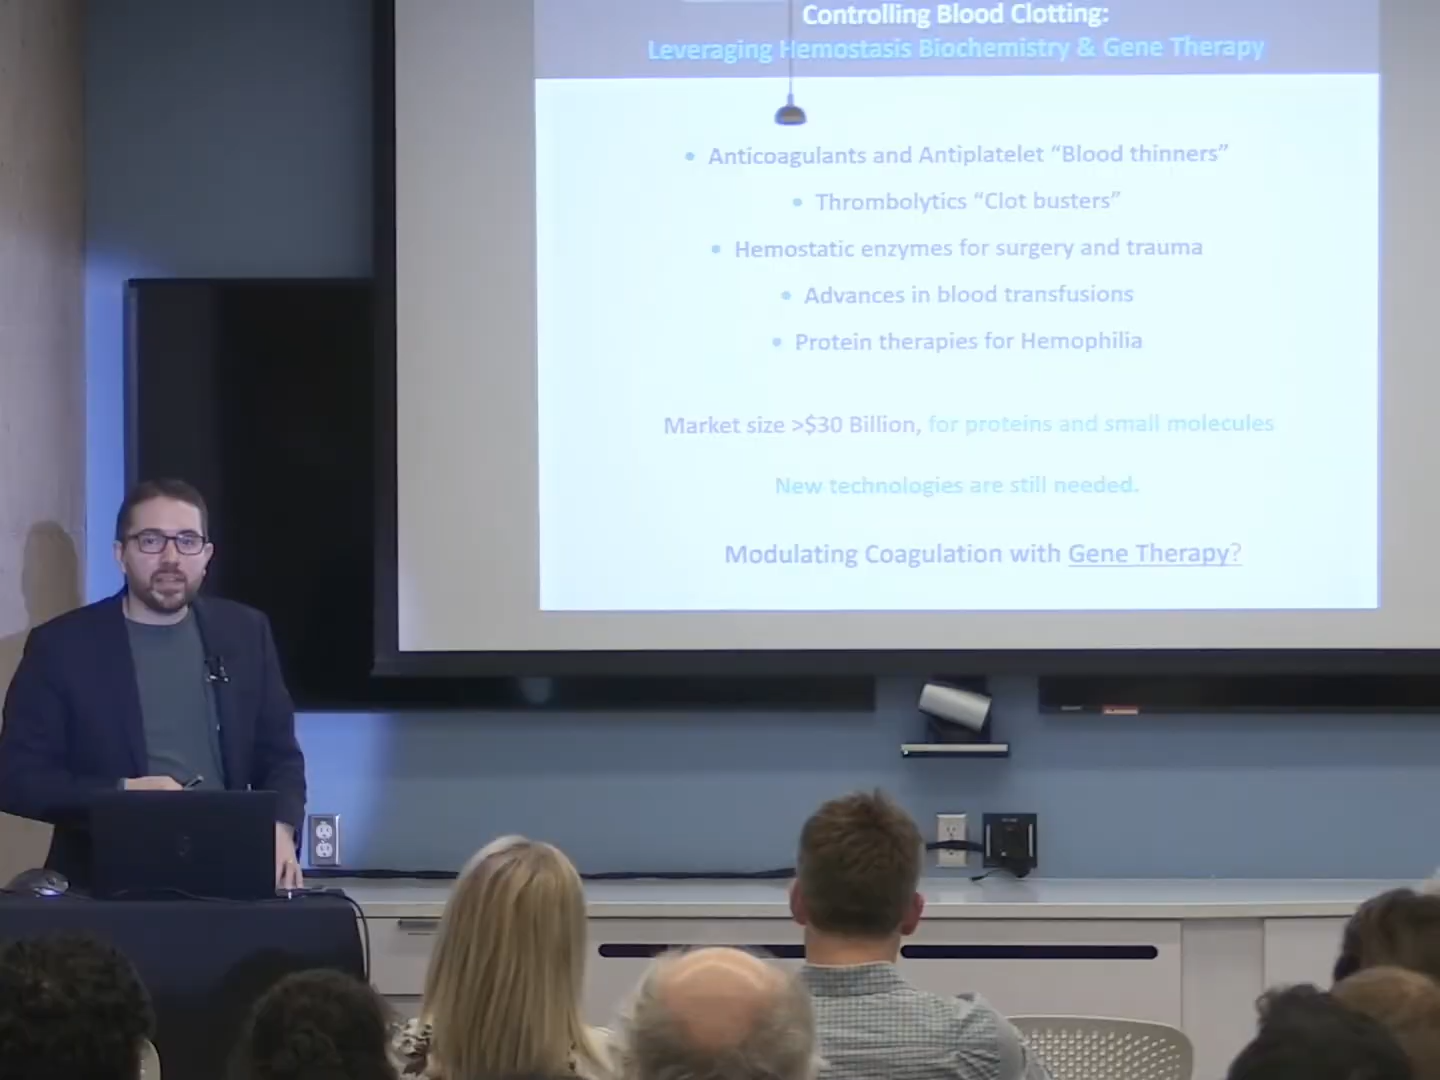 Controlling Blood Clotting:
Leveraging Hemostasis Biochemistry & Gene Therapy
• Anticoagulants and Antiplatelet “Blood thinners”
• Thrombolytics “Clot busters”
• Hemostatic enzymes for surgery and trauma
• Advances in blood transfusions
• Protein therapies for Hemophilia
Market size >$30 Billion, for proteins and small molecules
New technologies are still needed.
Modulating Coagulation with Gene Therapy?